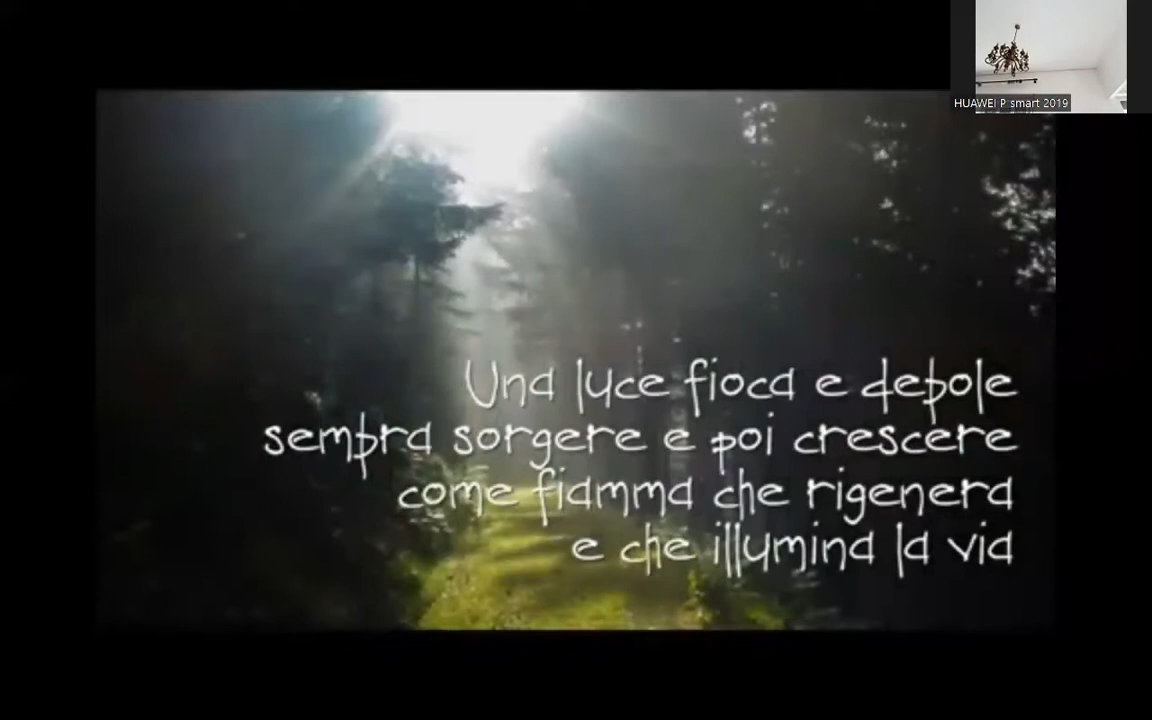 HUAWEI P smart 2019
Una luce fioca e debole
sembra sorgere e poi crescere
come fiamma che rigenera
e che illumina la via